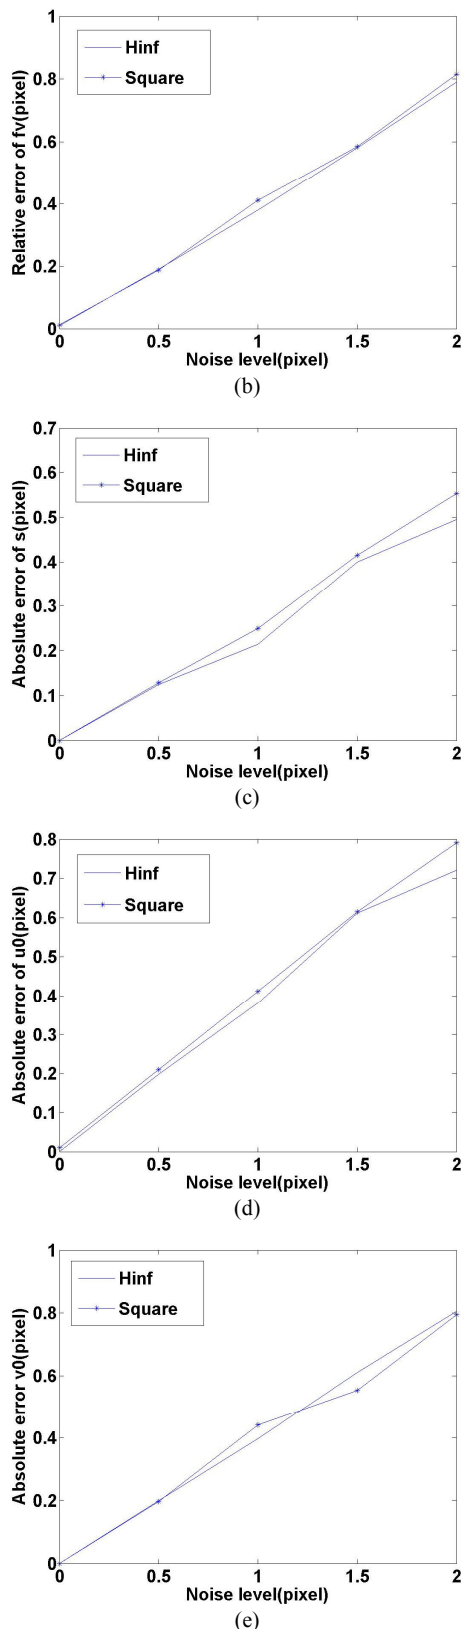 1
Hinf
Square
0.8
0.6
0.4
0.2
0
Relative error of fv(pixel)
0 0.5 1 1.5 2
Noise level(pixel)
(b)
0.7
Hinf
Square
0.6
0.5
0.4
0.3
0.2
0.1
0
Aboslute error of s(pixel)
0 0.5 1 1.5 2
Noise level(pixel)
(c)
0.8
Hinf
Square
0.7
0.6
0.5
0.4
0.3
0.2
0.1
0
Absolute error of u0(pixel)
0 0.5 1 1.5 2
Noise level(pixel)
(d)
1
Hinf
Square
0.8
0.6
0.4
0.2
0
Absolute error v0(pixel)
0 0.5 1 1.5 2
Noise level(pixel)
(e)